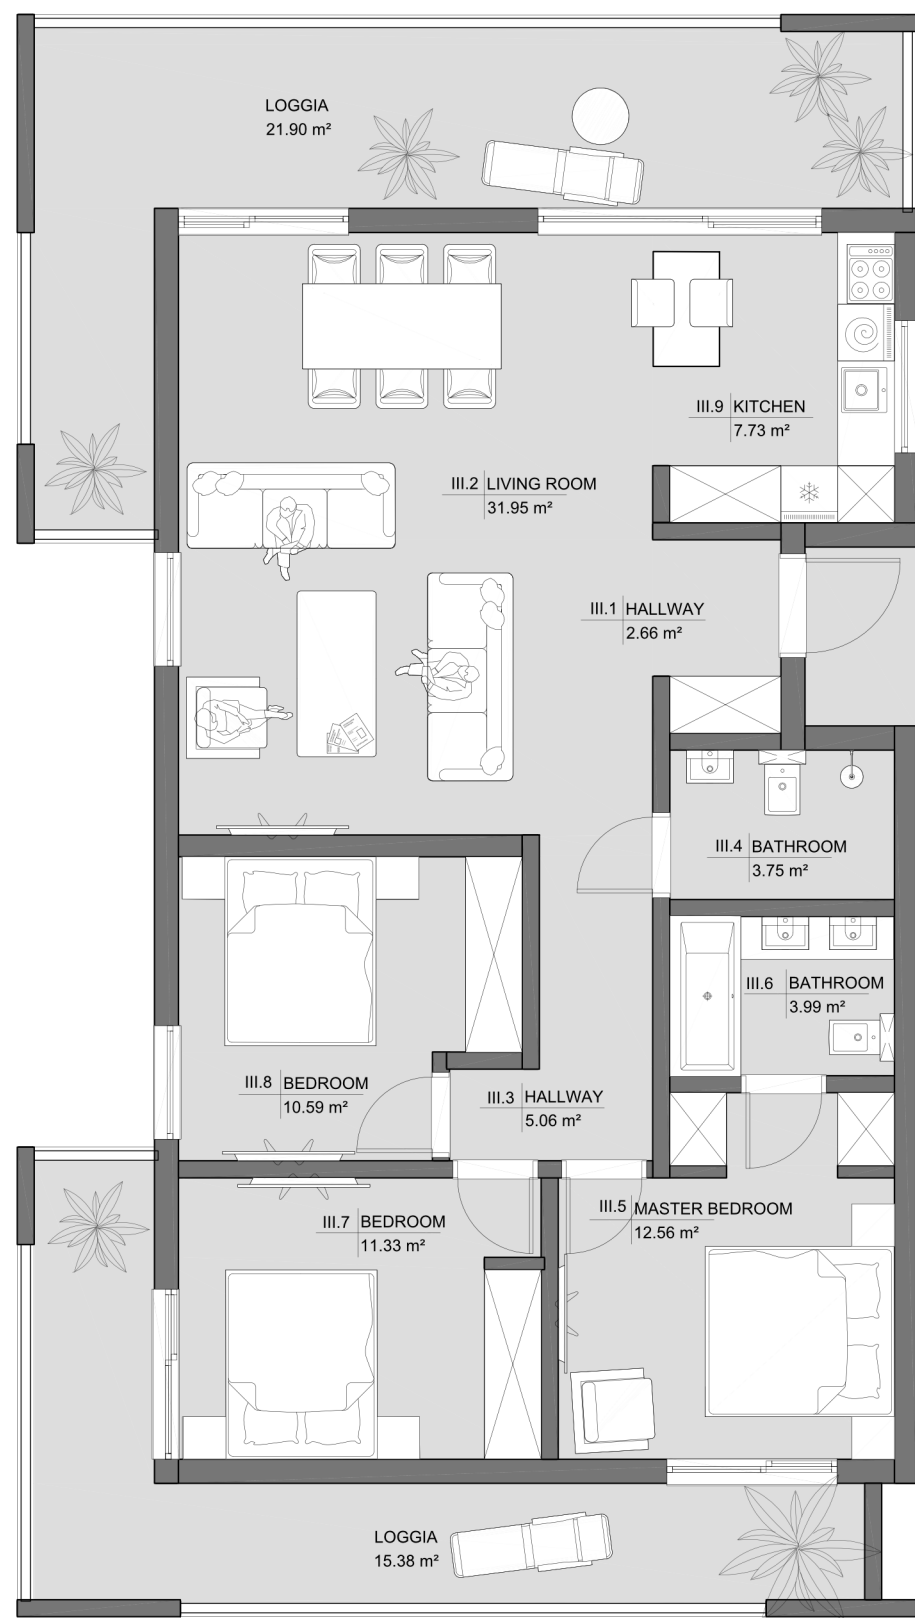 LOGGIA
21.90 m²
III.9 KITCHEN
7.73 m²
III.2 LIVING ROOM
31.95 m²
III.1 HALLWAY
2.66 m²
III.4 BATHROOM
3.75 m²
III.6 BATHROOM
3.99 m²
III.8 BEDROOM
10.59 m²
III.3 HALLWAY
5.06 m²
III.7 BEDROOM
11.33 m²
III.5 MASTER BEDROOM
12.56 m²
LOGGIA
15.38 m²